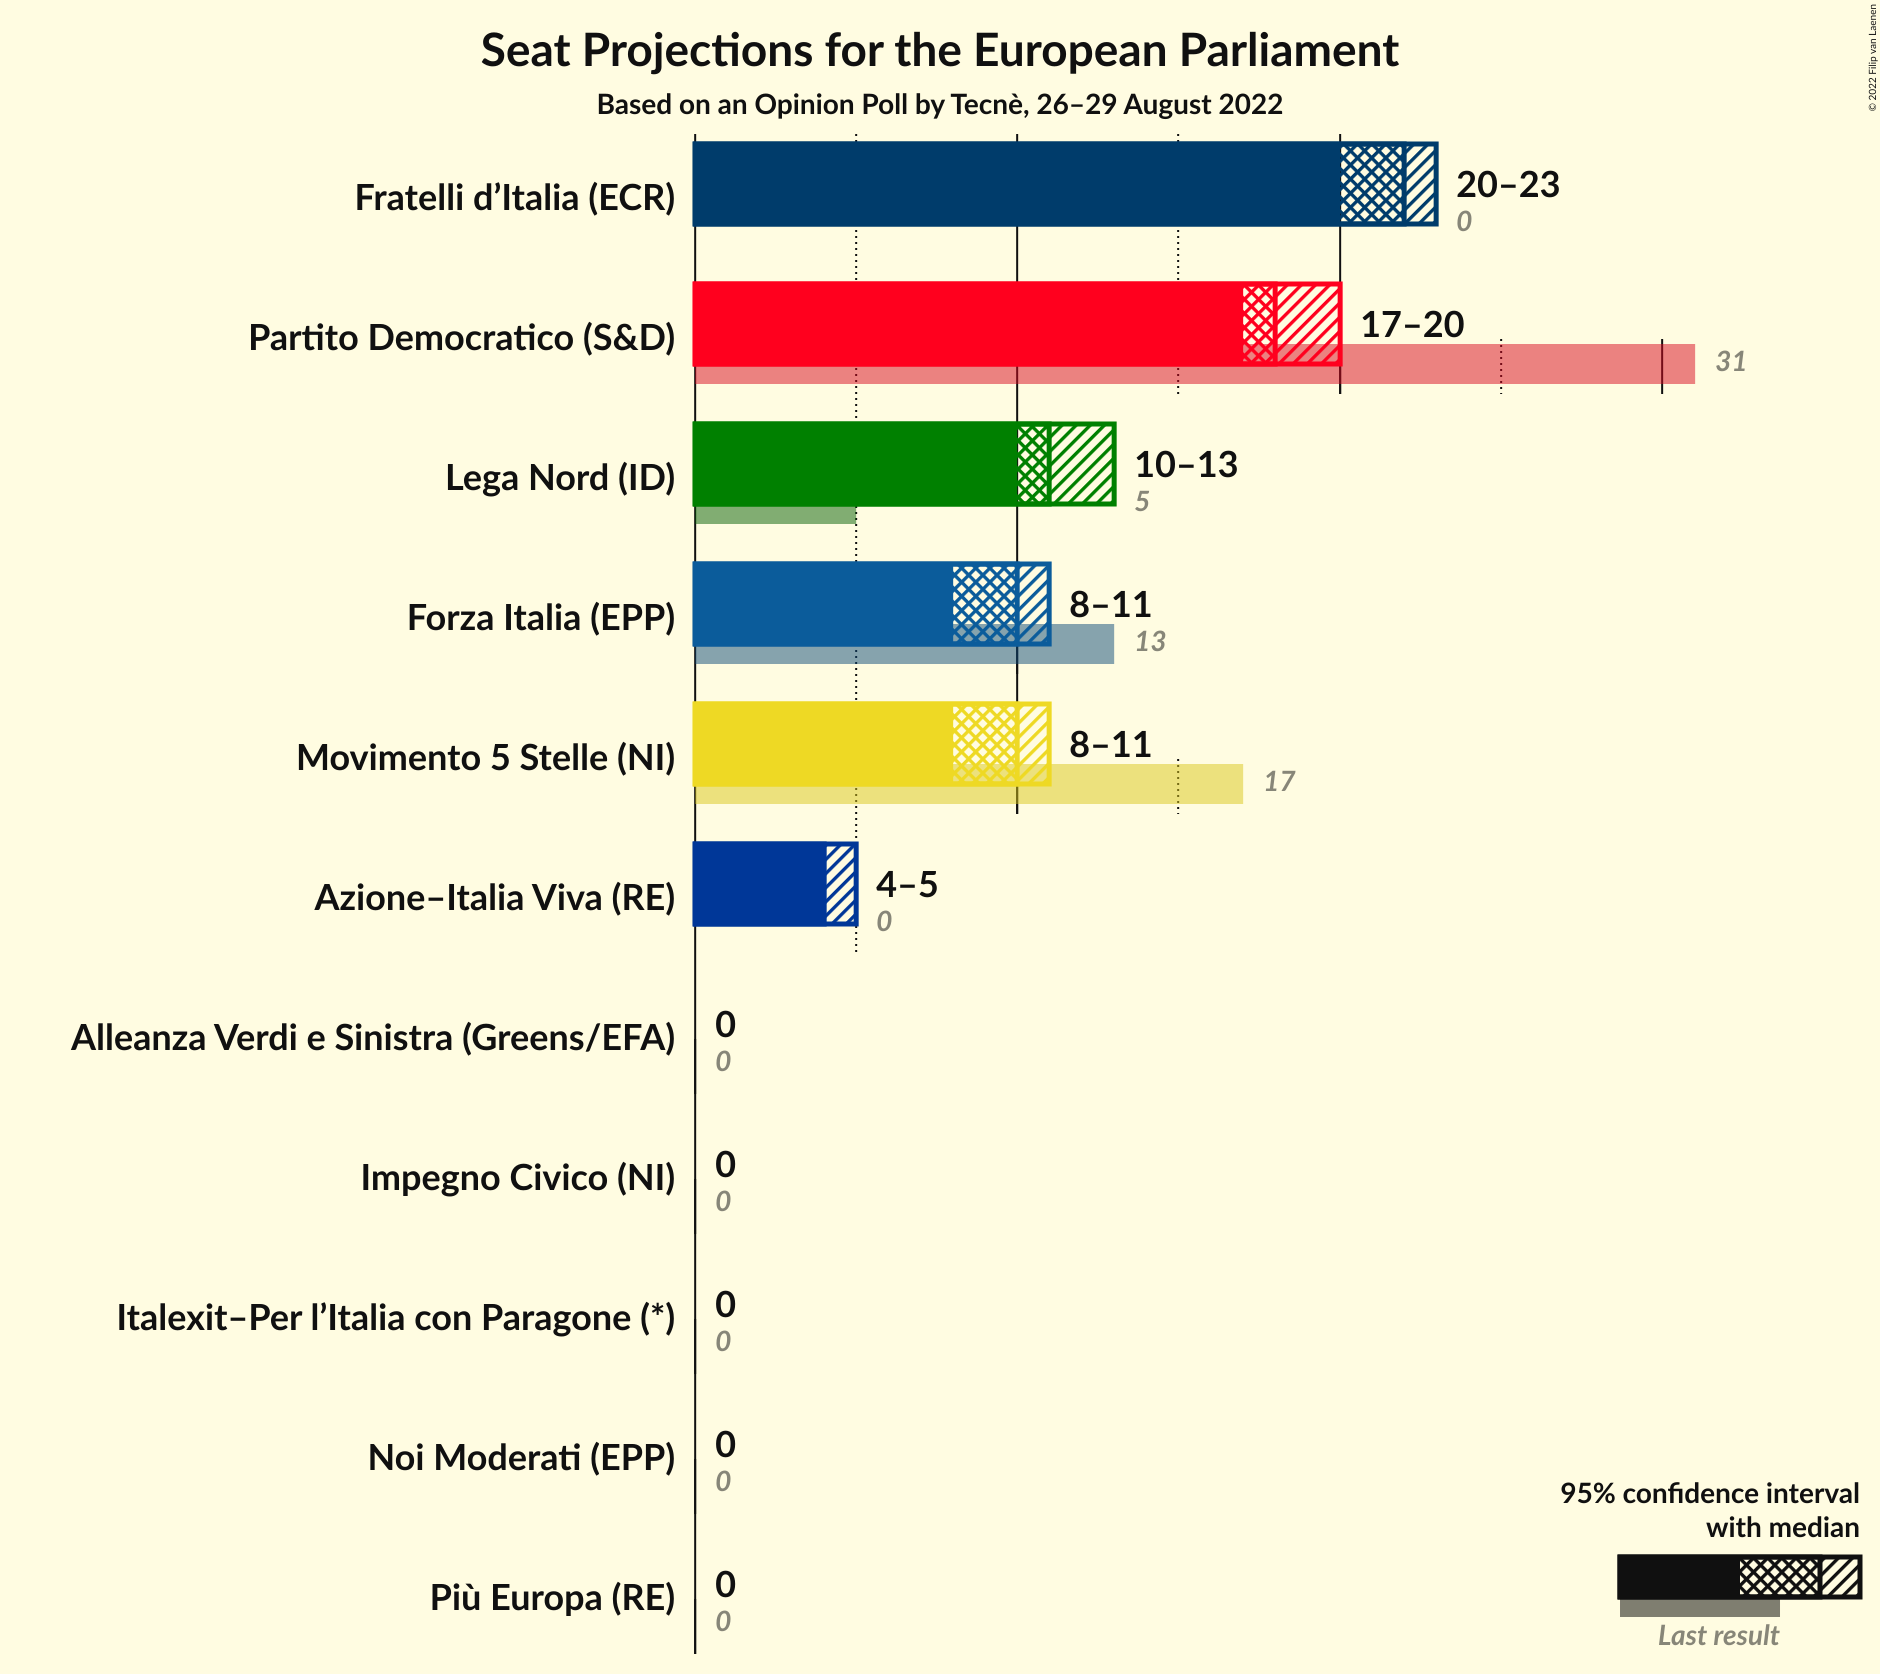 Seat Projections for the European Parliament
Based on an Opinion Poll by Tecnè, 26–29 August 2022
© 2022 Filip van Laenen
Fratelli d’Italia (ECR)
20–23
0
Partito Democratico (S&D)
17–20
31
Lega Nord (ID)
10–13
5
Forza Italia (EPP)
8–11
13
Movimento 5 Stelle (NI)
8–11
17
Azione–Italia Viva (RE)
4–5
0
Alleanza Verdi e Sinistra (Greens/EFA)
0
0
Impegno Civico (NI)
0
0
Italexit–Per l’Italia con Paragone (*)
0
0
Noi Moderati (EPP)
0
0
Più Europa (RE)
0
0
95% confidence interval
with median
Last result